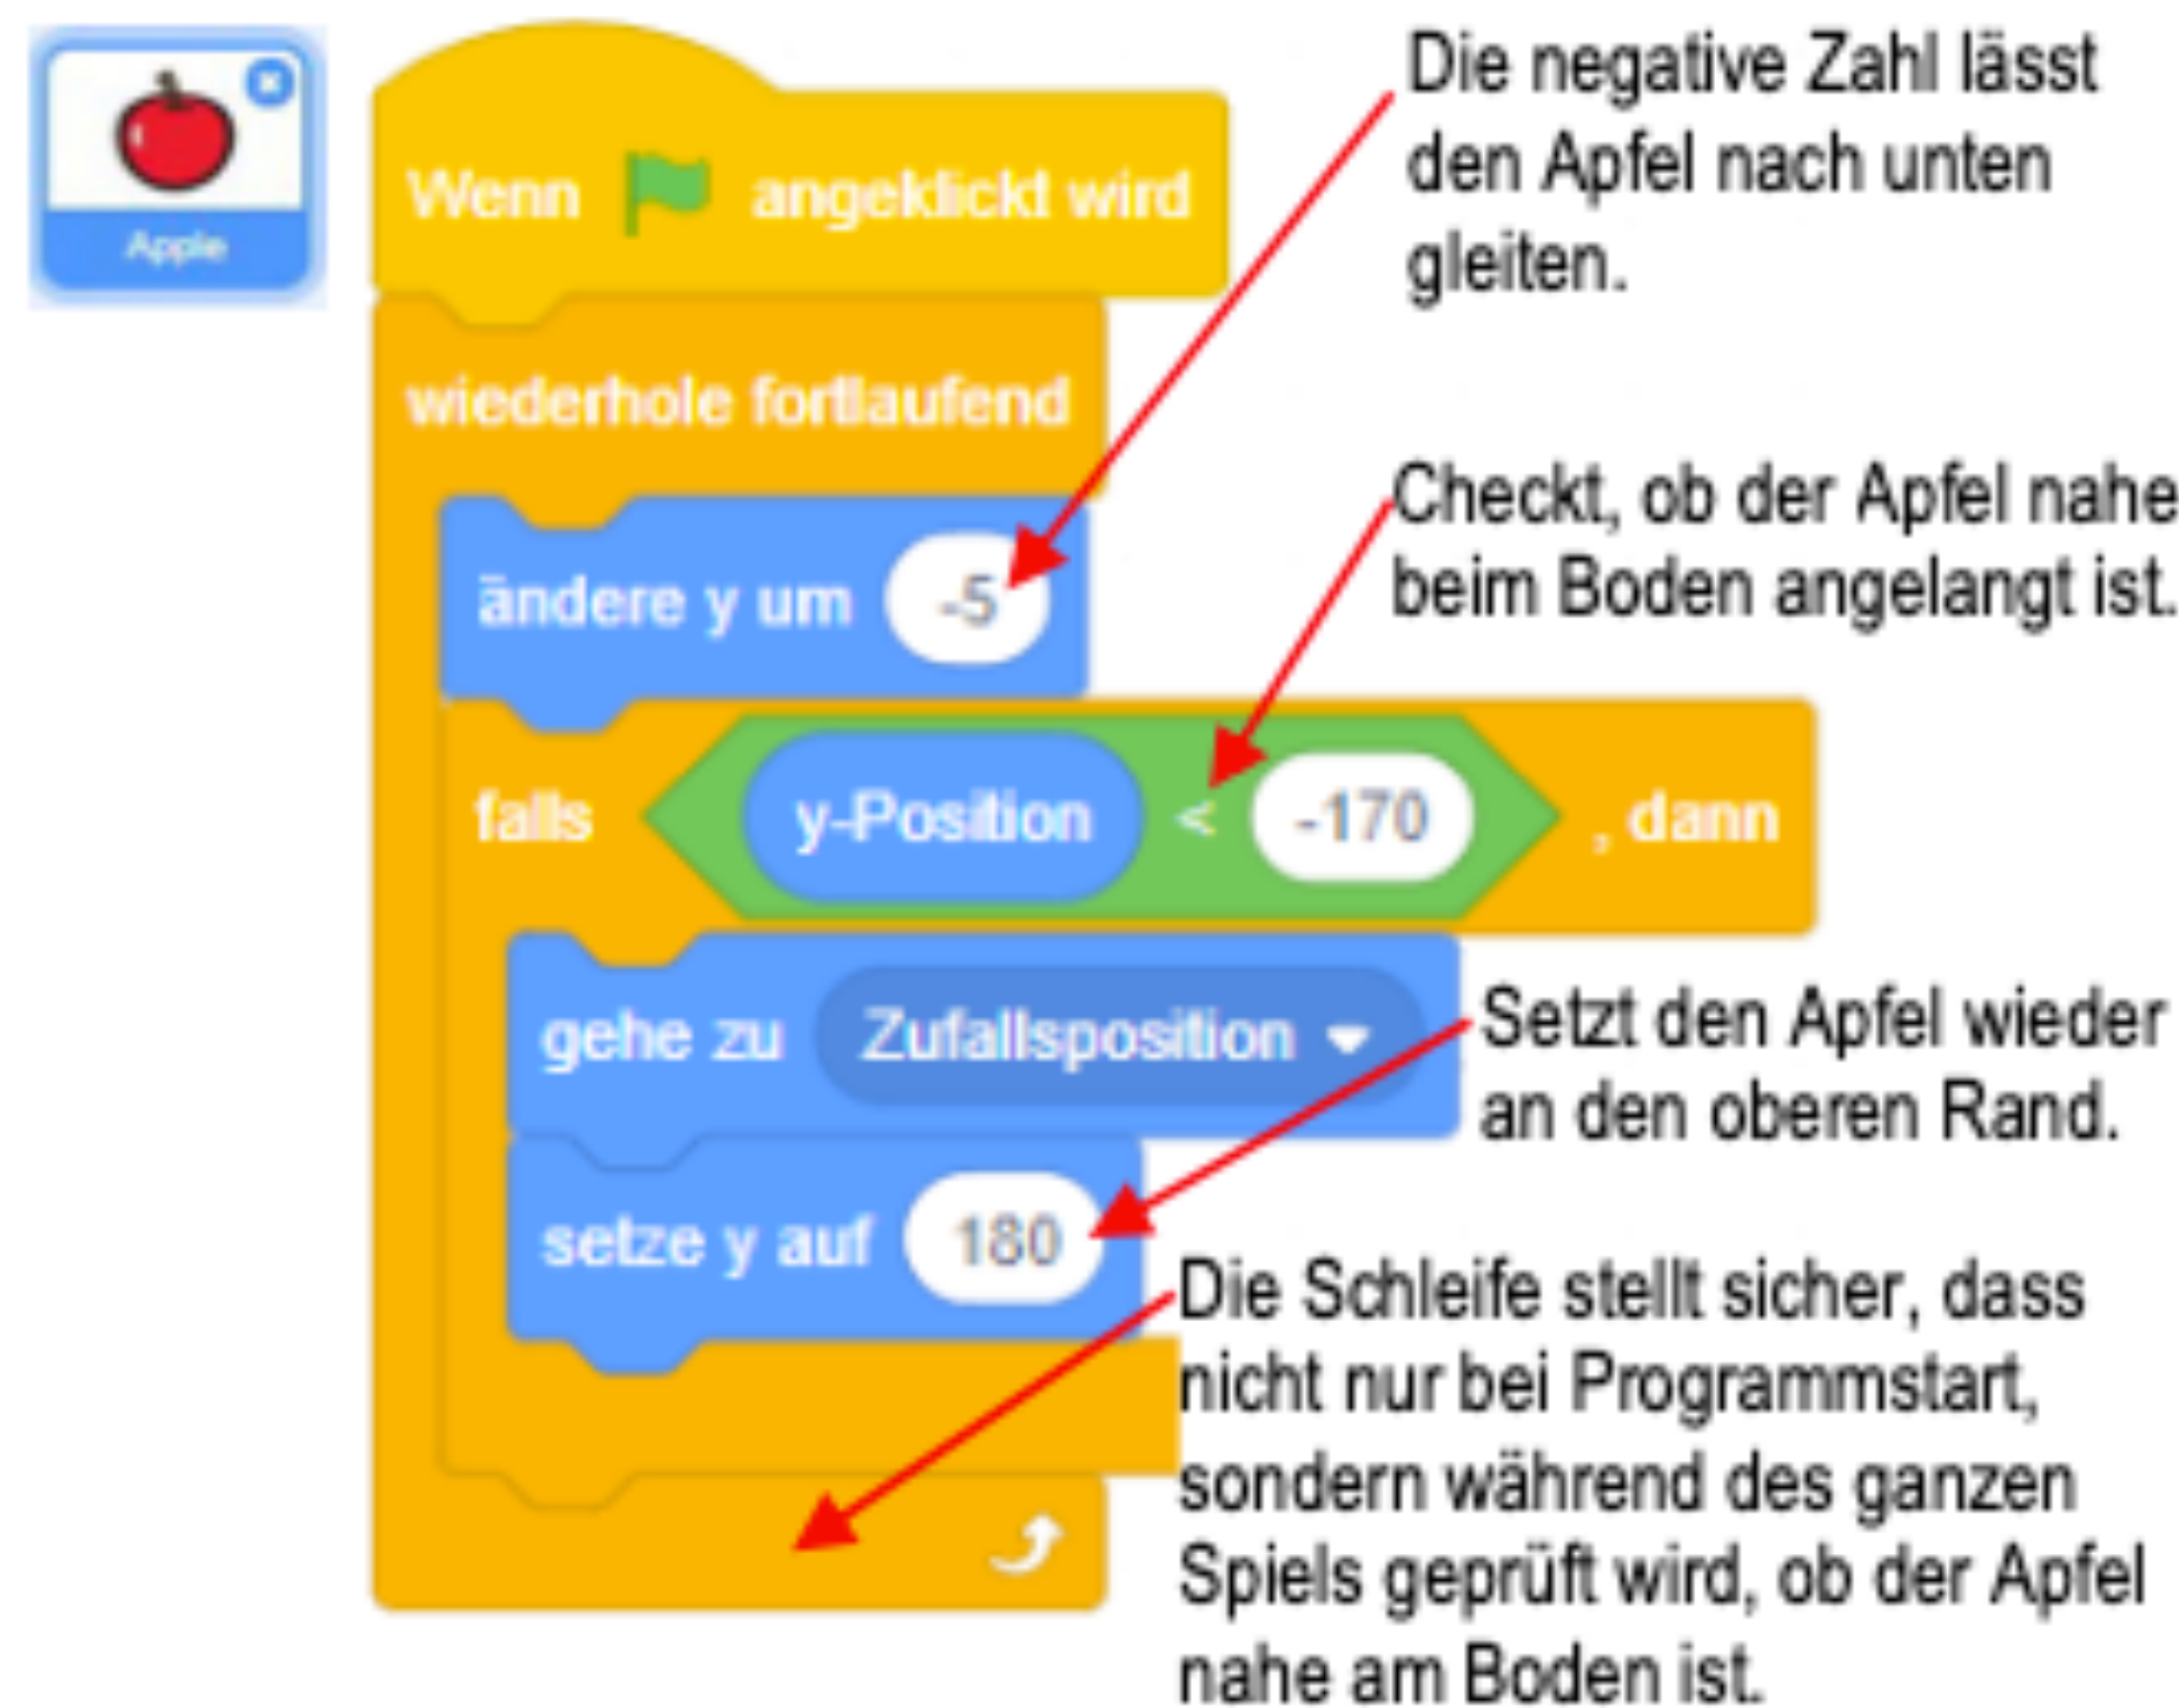 Apple
Wenn angeklickt wird
wiederhole fortlaufend
ändere y um -5
falls y-Position < -170 , dann
gehe zu Zufallsposition
setze y auf 180
Die negative Zahl lässt
den Apfel nach unten
gleiten.
Checkt, ob der Apfel nahe
beim Boden angelangt ist.
Setzt den Apfel wieder
an den oberen Rand.
Die Schleife stellt sicher, dass
nicht nur bei Programmstart,
sondern während des ganzen
Spiels geprüft wird, ob der Apfel
nahe am Boden ist.